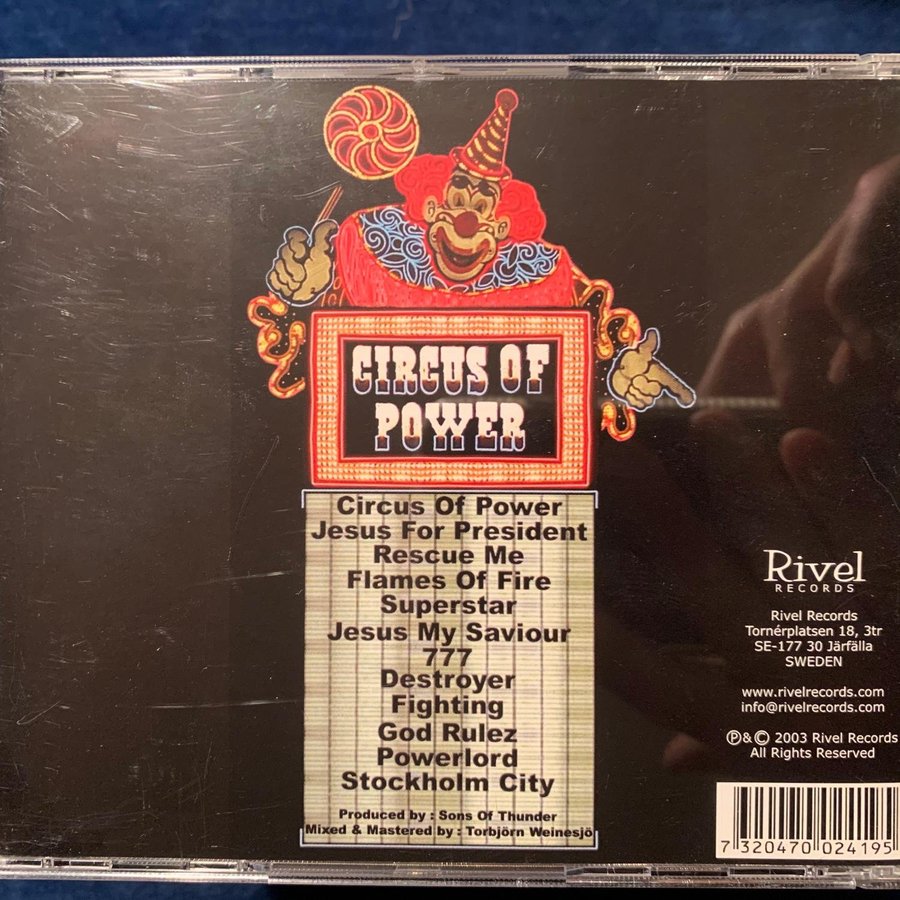 CIRCUS OF
POWER
Circus Of Power
Jesus For President
Rescue Me
Flames Of Fire
Superstar
Jesus My Saviour
777
Destroyer
Fighting
God Rulez
Powerlord
Stockholm City
Produced by : Sons Of Thunder
Mixed & Mastered by : Torbjörn Weinesjö
Rivel
RECORDS
Rivel Records
Tornérplatsen 18, 3tr
SE-177 30 Järfälla
SWEDEN
www.rivelrecords.com
info@rivelrecords.com
℗&© 2003 Rivel Records
All Rights Reserved
7 320470 024195